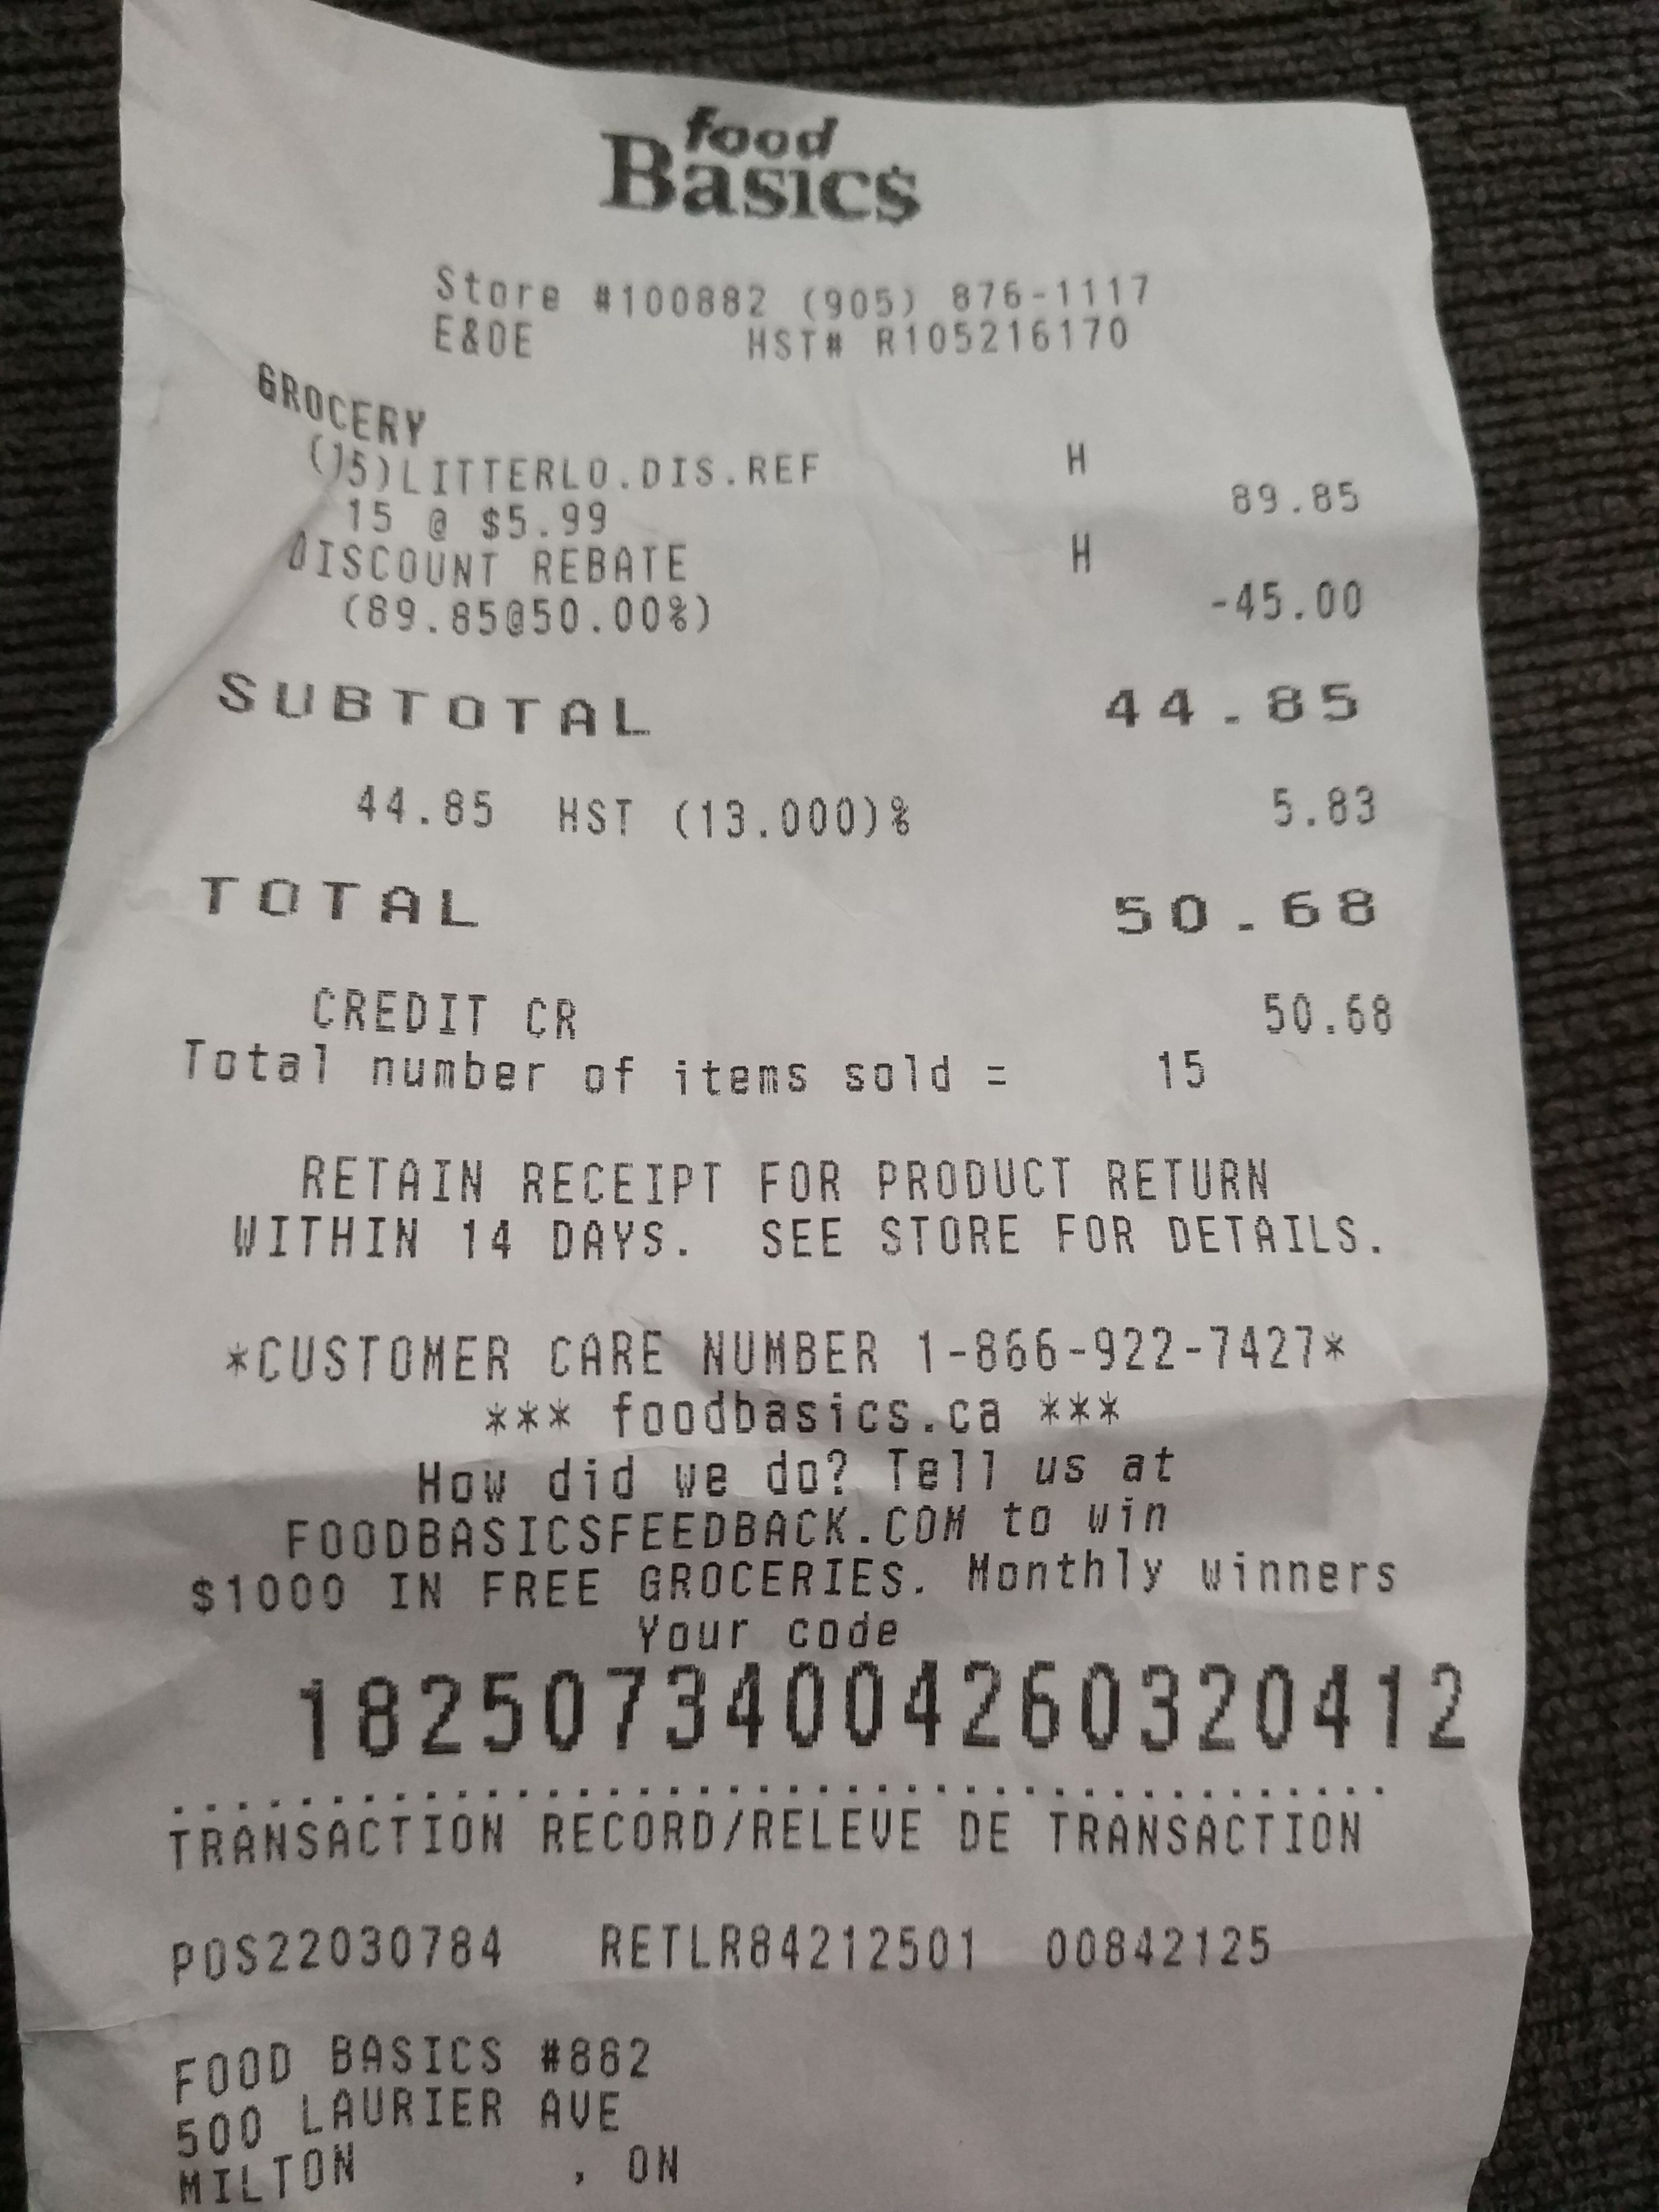 food
Basic$
Store #100882 (905) 876-1117
E&OE HST# R105216170
GROCERY
(15)LITTERLO.DIS.REF H
15 @ $5.99 89.85
DISCOUNT REBATE H
(89.85@50.00%) -45.00
SUBTOTAL 44.85
44.85 HST (13.000)% 5.83
TOTAL 50.68
CREDIT CR 50.68
Total number of items sold = 15
RETAIN RECEIPT FOR PRODUCT RETURN
WITHIN 14 DAYS. SEE STORE FOR DETAILS.
*CUSTOMER CARE NUMBER 1-866-922-7427*
*** foodbasics.ca ***
How did we do? Tell us at
FOODBASICSFEEDBACK.COM to win
$1000 IN FREE GROCERIES. Monthly winners
Your code
18250734004260320412
.......................................
TRANSACTION RECORD/RELEVE DE TRANSACTION
POS22030784 RETLR84212501 00842125
FOOD BASICS #882
500 LAURIER AVE
MILTON , ON